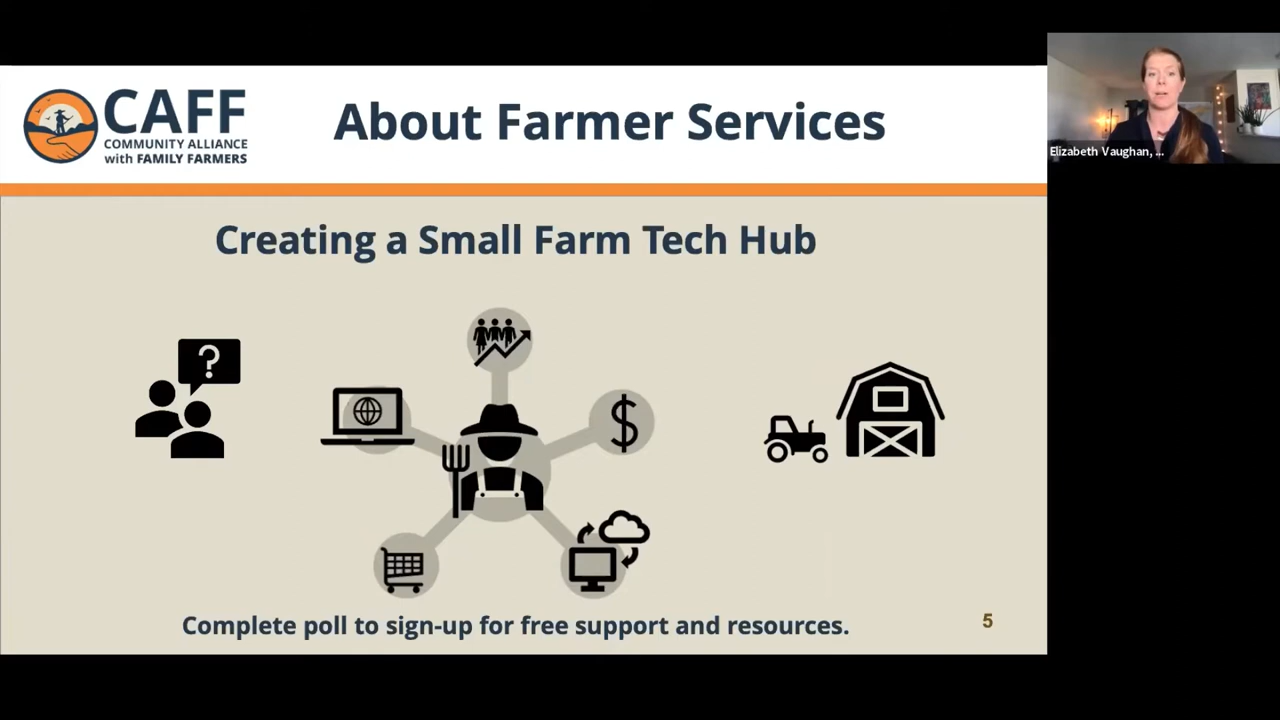 CAFF
COMMUNITY ALLIANCE
with FAMILY FARMERS
About Farmer Services
Elizabeth Vaughan, ...
Creating a Small Farm Tech Hub
?
$
Complete poll to sign-up for free support and resources.
5